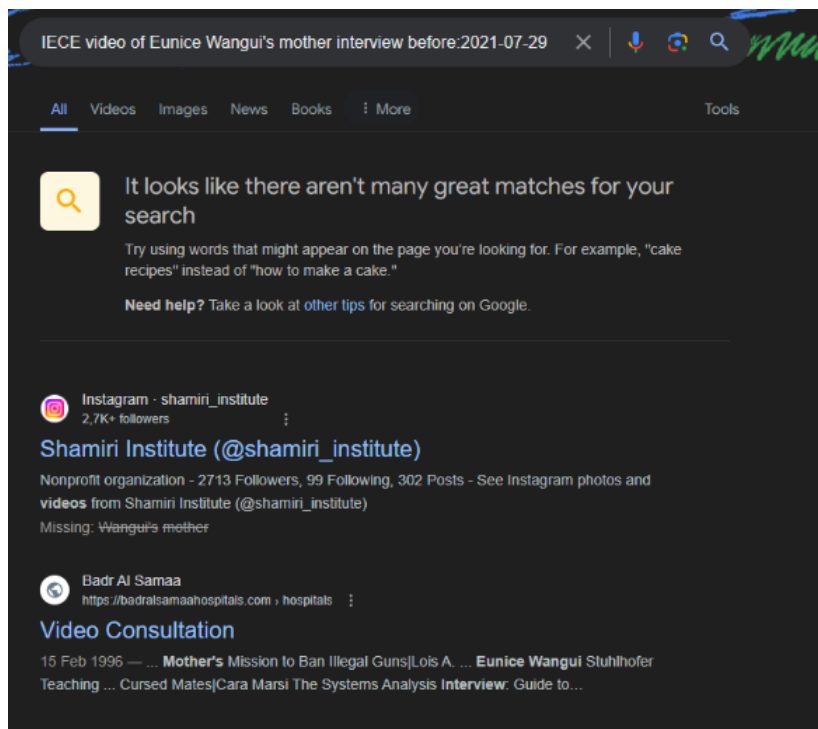 IECE video of Eunice Wangui's mother interview before:2021-07-29
All Videos Images News Books More Tools
It looks like there aren't many great matches for your
search
Try using words that might appear on the page you're looking for. For example, "cake
recipes" instead of "how to make a cake."
Need help? Take a look at other tips for searching on Google.
Instagram · shamiri_institute
2,7K+ followers
Shamiri Institute (@shamiri_institute)
Nonprofit organization - 2713 Followers, 99 Following, 302 Posts - See Instagram photos and
videos from Shamiri Institute (@shamiri_institute)
Missing: Wangui's mother
Badr Al Samaa
https://badralsamaahospitals.com › hospitals
Video Consultation
15 Feb 1996 — ... Mother's Mission to Ban Illegal Guns|Lois A. ... Eunice Wangui Stuhlhofer
Teaching ... Cursed Mates|Cara Marsi The Systems Analysis Interview: Guide to...